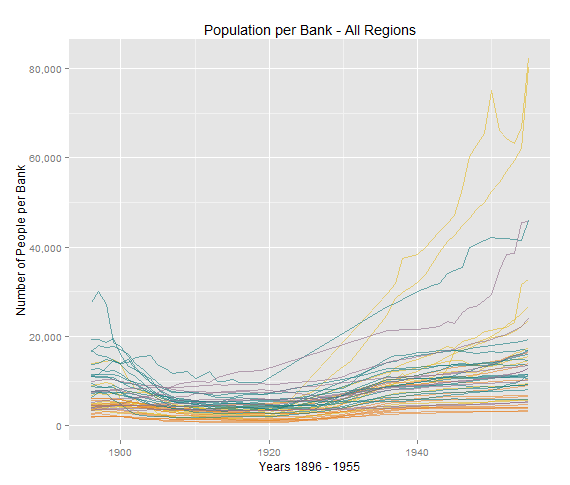 Population per Bank - All Regions
Number of People per Bank
80,000
60,000
40,000
20,000
0
1900
1920
1940
Years 1896 - 1955